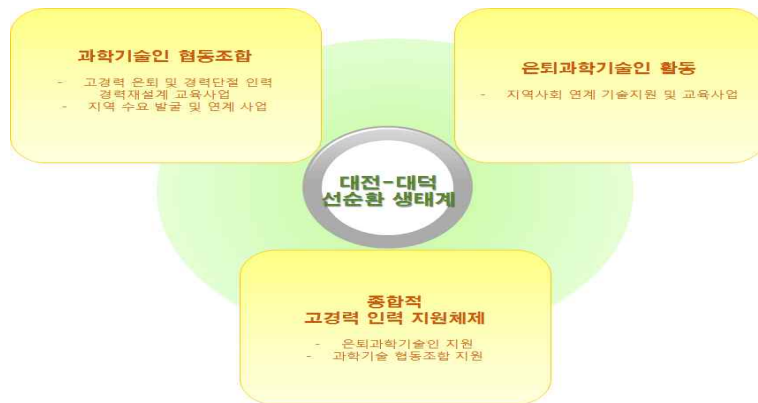 과학기술인 협동조합
- 고경력 은퇴 및 경력단절 인력
경력재설계 교육사업
- 지역 수요 발굴 및 연계 사업
은퇴과학기술인 활동
- 지역사회 연계 기술지원 및 교육사업
대전-대덕
선순환 생태계
종합적
고경력 인력 지원체제
- 은퇴과학기술인 지원
- 과학기술 협동조합 지원